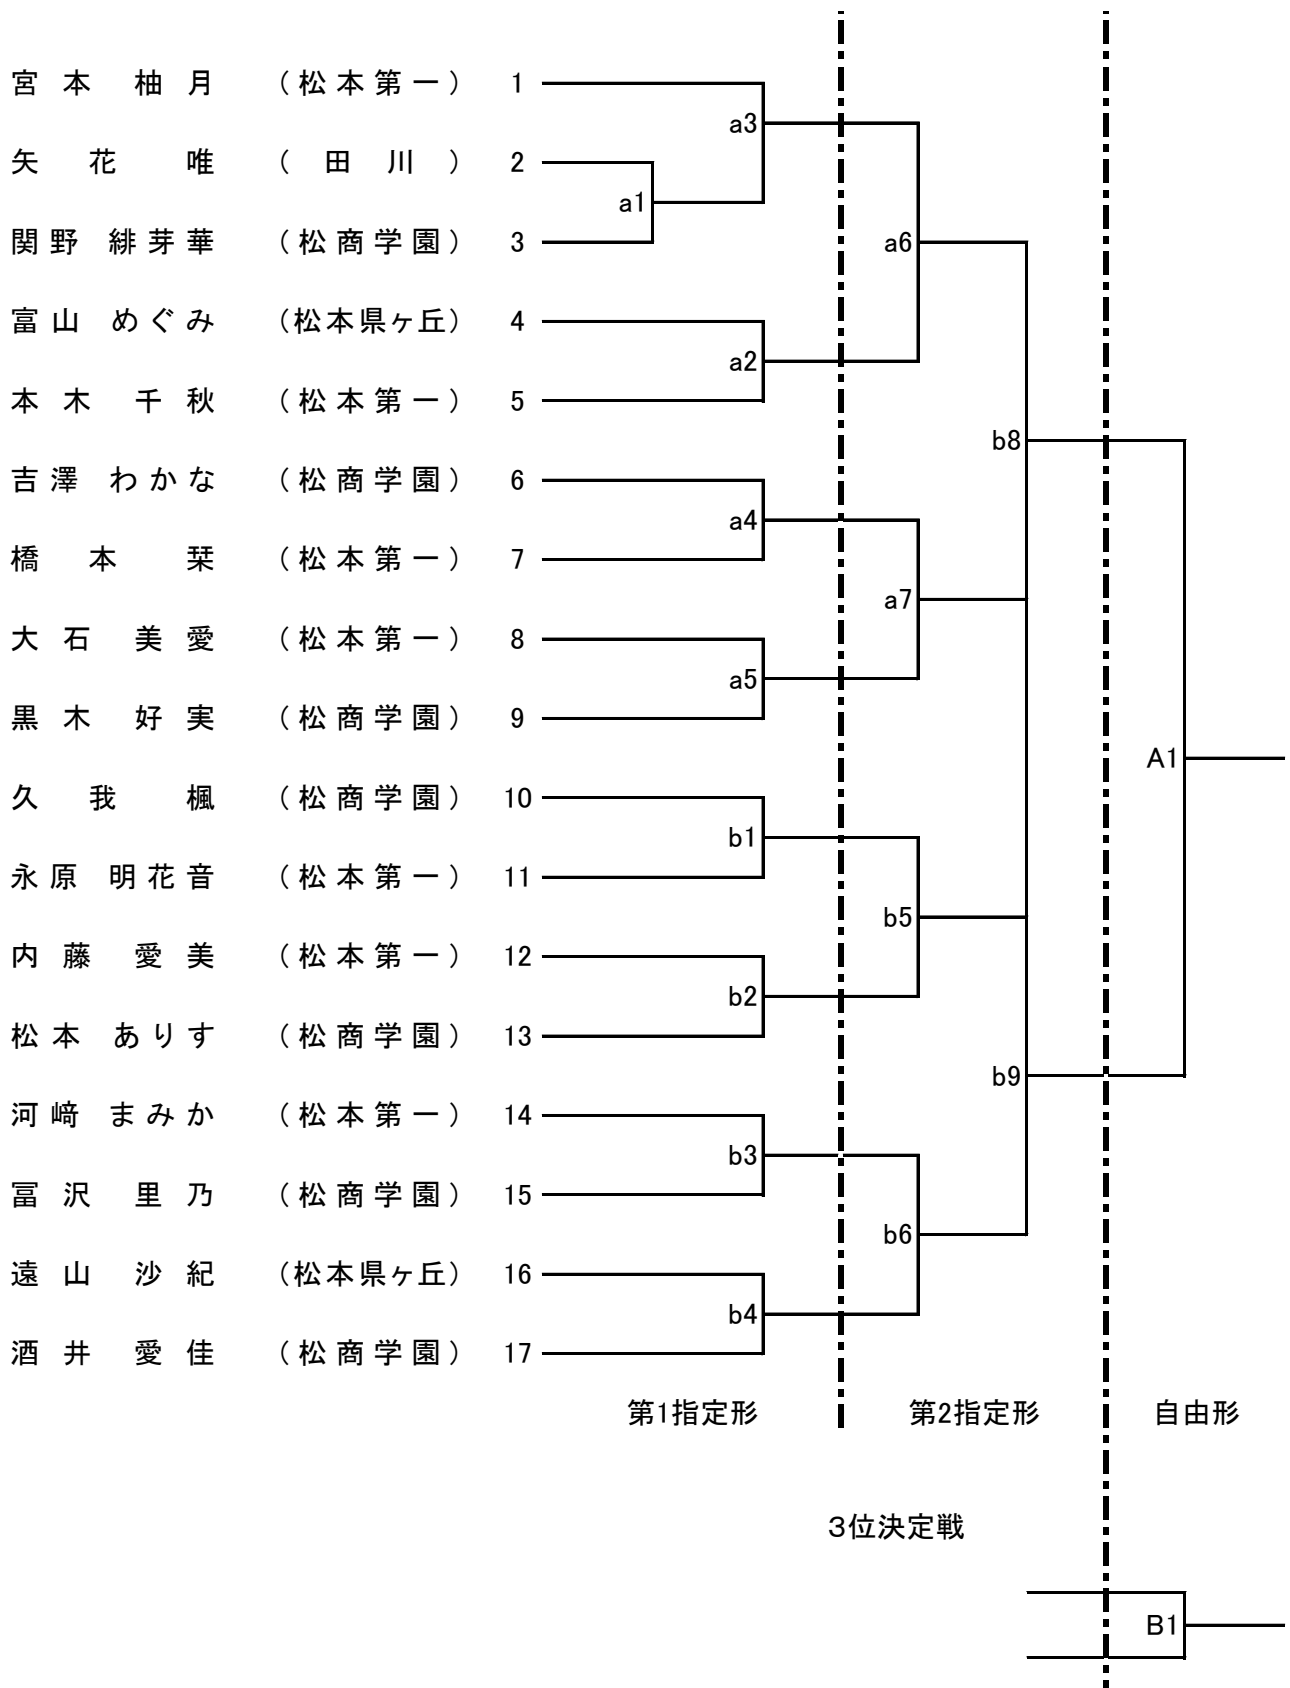 宮本 柚月 (松本第一) 1
a3
矢花 唯 (田川) 2
a1
関野 緋芽華 (松商学園) 3
a6
富山 めぐみ (松本県ヶ丘) 4
a2
本木 千秋 (松本第一) 5
b8
吉澤 わかな (松商学園) 6
a4
橋本 栞 (松本第一) 7
a7
大石 美愛 (松本第一) 8
a5
黒木 好実 (松商学園) 9
A1
久我 楓 (松商学園) 10
b1
永原 明花音 (松本第一) 11
b5
内藤 愛美 (松本第一) 12
b2
松本 ありす (松商学園) 13
b9
河﨑 まみか (松本第一) 14
b3
冨沢 里乃 (松商学園) 15
b6
遠山 沙紀 (松本県ヶ丘) 16
b4
酒井 愛佳 (松商学園) 17
第1指定形 第2指定形 自由形
3位決定戦
B1